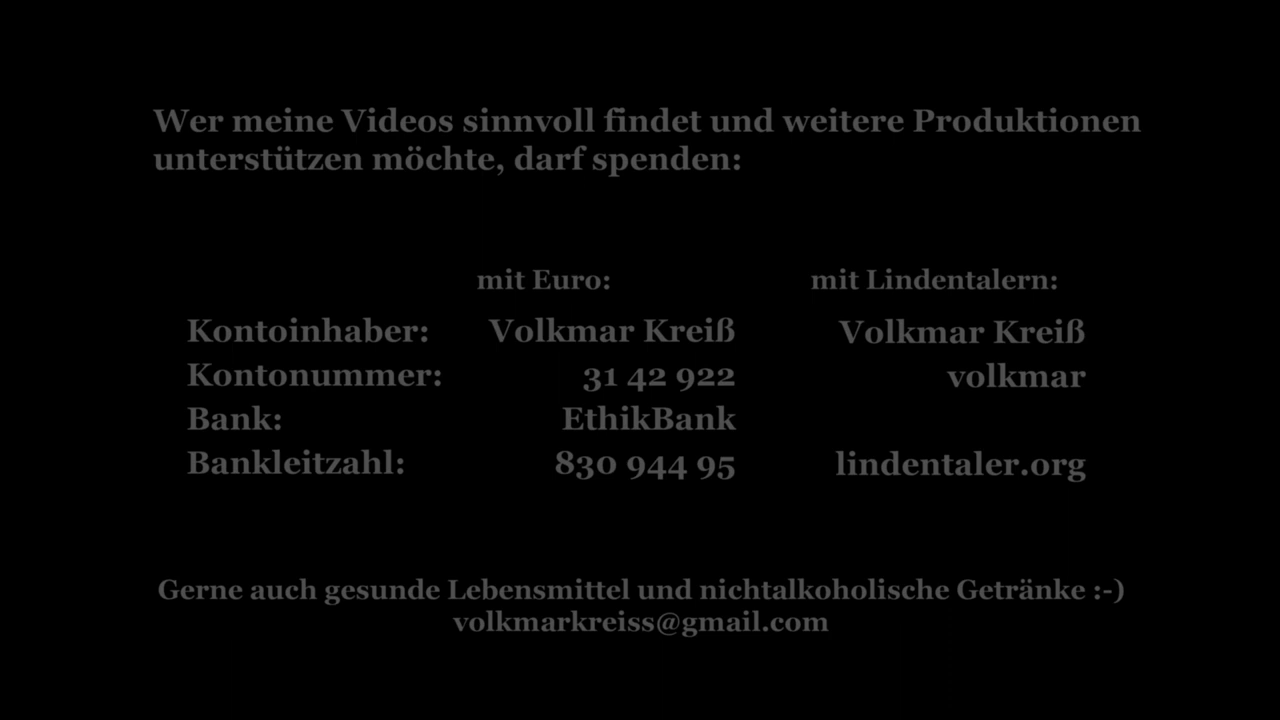 Wer meine Videos sinnvoll findet und weitere Produktionen
unterstützen möchte, darf spenden:
mit Euro: mit Lindentalern:
Kontoinhaber: Volkmar Kreiß Volkmar Kreiß
Kontonummer: 31 42 922 volkmar
Bank: EthikBank
Bankleitzahl: 830 944 95 lindentaler.org
Gerne auch gesunde Lebensmittel und nichtalkoholische Getränke :-)
volkmarkreiss@gmail.com